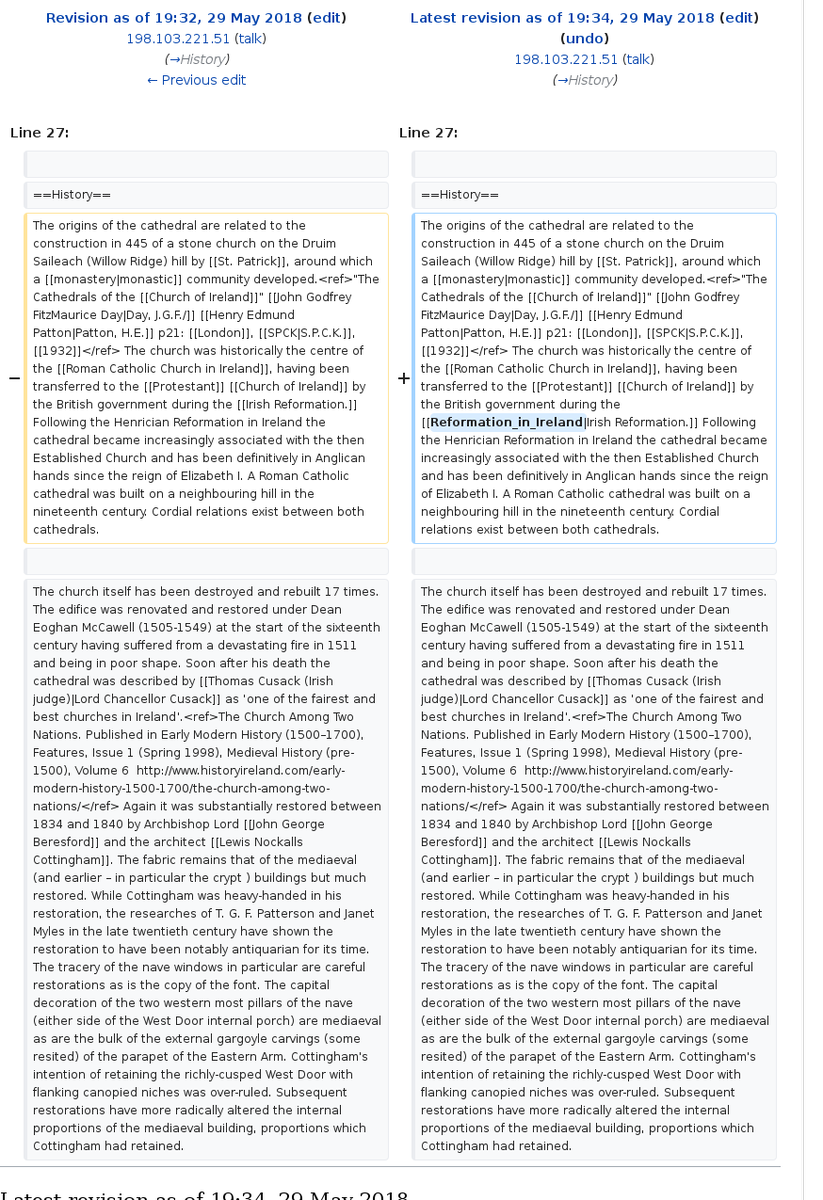 Revision as of 19:32, 29 May 2018 (edit)
198.103.221.51 (talk)
(→History)
← Previous edit
Latest revision as of 19:34, 29 May 2018 (edit)
(undo)
198.103.221.51 (talk)
(→History)
Line 27:
Line 27:
==History==
==History==
−
The origins of the cathedral are related to the
construction in 445 of a stone church on the Druim
Saileach (Willow Ridge) hill by [[St. Patrick]], around which
a [[monastery|monastic]] community developed.<ref>"The
Cathedrals of the [[Church of Ireland]]" [[John Godfrey
FitzMaurice Day|Day, J.G.F./]] [[Henry Edmund
Patton|Patton, H.E.]] p21: [[London]], [[SPCK|S.P.C.K.]],
[[1932]]</ref> The church was historically the centre of
the [[Roman Catholic Church in Ireland]], having been
transferred to the [[Protestant]] [[Church of Ireland]] by
the British government during the [[Irish Reformation.]]
Following the Henrician Reformation in Ireland the
cathedral became increasingly associated with the then
Established Church and has been definitively in Anglican
hands since the reign of Elizabeth I. A Roman Catholic
cathedral was built on a neighbouring hill in the
nineteenth century. Cordial relations exist between both
cathedrals.
+
The origins of the cathedral are related to the
construction in 445 of a stone church on the Druim
Saileach (Willow Ridge) hill by [[St. Patrick]], around which
a [[monastery|monastic]] community developed.<ref>"The
Cathedrals of the [[Church of Ireland]]" [[John Godfrey
FitzMaurice Day|Day, J.G.F./]] [[Henry Edmund
Patton|Patton, H.E.]] p21: [[London]], [[SPCK|S.P.C.K.]],
[[1932]]</ref> The church was historically the centre of
the [[Roman Catholic Church in Ireland]], having been
transferred to the [[Protestant]] [[Church of Ireland]] by
the British government during the
[[Reformation_in_Ireland|Irish Reformation.]] Following
the Henrician Reformation in Ireland the cathedral became
increasingly associated with the then Established Church
and has been definitively in Anglican hands since the reign
of Elizabeth I. A Roman Catholic cathedral was built on a
neighbouring hill in the nineteenth century. Cordial
relations exist between both cathedrals.
The church itself has been destroyed and rebuilt 17 times.
The edifice was renovated and restored under Dean
Eoghan McCawell (1505-1549) at the start of the sixteenth
century having suffered from a devastating fire in 1511
and being in poor shape. Soon after his death the
cathedral was described by [[Thomas Cusack (Irish
judge)|Lord Chancellor Cusack]] as 'one of the fairest and
best churches in Ireland'.<ref>The Church Among Two
Nations. Published in Early Modern History (1500–1700),
Features, Issue 1 (Spring 1998), Medieval History (pre-
1500), Volume 6  http://www.historyireland.com/early-
modern-history-1500-1700/the-church-among-two-
nations/</ref> Again it was substantially restored between
1834 and 1840 by Archbishop Lord [[John George
Beresford]] and the architect [[Lewis Nockalls
Cottingham]]. The fabric remains that of the mediaeval
(and earlier – in particular the crypt ) buildings but much
restored. While Cottingham was heavy-handed in his
restoration, the researches of T. G. F. Patterson and Janet
Myles in the late twentieth century have shown the
restoration to have been notably antiquarian for its time.
The tracery of the nave windows in particular are careful
restorations as is the copy of the font. The capital
decoration of the two western most pillars of the nave
(either side of the West Door internal porch) are mediaeval
as are the bulk of the external gargoyle carvings (some
resited) of the parapet of the Eastern Arm. Cottingham's
intention of retaining the richly-cusped West Door with
flanking canopied niches was over-ruled. Subsequent
restorations have more radically altered the internal
proportions of the mediaeval building, proportions which
Cottingham had retained.
The church itself has been destroyed and rebuilt 17 times.
The edifice was renovated and restored under Dean
Eoghan McCawell (1505-1549) at the start of the sixteenth
century having suffered from a devastating fire in 1511
and being in poor shape. Soon after his death the
cathedral was described by [[Thomas Cusack (Irish
judge)|Lord Chancellor Cusack]] as 'one of the fairest and
best churches in Ireland'.<ref>The Church Among Two
Nations. Published in Early Modern History (1500–1700),
Features, Issue 1 (Spring 1998), Medieval History (pre-
1500), Volume 6  http://www.historyireland.com/early-
modern-history-1500-1700/the-church-among-two-
nations/</ref> Again it was substantially restored between
1834 and 1840 by Archbishop Lord [[John George
Beresford]] and the architect [[Lewis Nockalls
Cottingham]]. The fabric remains that of the mediaeval
(and earlier – in particular the crypt ) buildings but much
restored. While Cottingham was heavy-handed in his
restoration, the researches of T. G. F. Patterson and Janet
Myles in the late twentieth century have shown the
restoration to have been notably antiquarian for its time.
The tracery of the nave windows in particular are careful
restorations as is the copy of the font. The capital
decoration of the two western most pillars of the nave
(either side of the West Door internal porch) are mediaeval
as are the bulk of the external gargoyle carvings (some
resited) of the parapet of the Eastern Arm. Cottingham's
intention of retaining the richly-cusped West Door with
flanking canopied niches was over-ruled. Subsequent
restorations have more radically altered the internal
proportions of the mediaeval building, proportions which
Cottingham had retained.
Latest revision as of 19:34, 29 May 2018